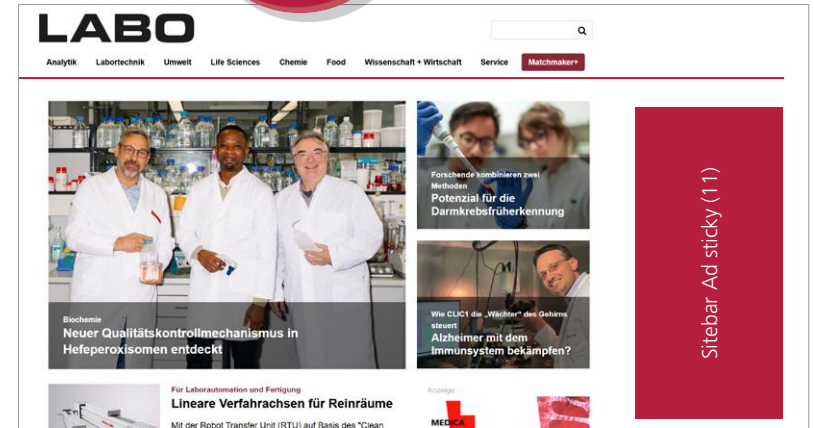 LABO
Analytik Labortechnik Umwelt Life Sciences Chemie Food Wissenschaft + Wirtschaft Service Matchmaker+
Biochemie
Neuer Qualitätskontrollmechanismus in
Hefeperoxisomen entdeckt
Forschende kombinieren zwei
Methoden
Potenzial für die
Darmkrebsfrüherkennung
Wie CLIC1 die „Wächter" des Gehirns
steuert
Alzheimer mit dem
Immunsystem bekämpfen?
Sitebar Ad sticky (11)
Für Laborautomation und Fertigung
Lineare Verfahrachsen für Reinräume
Mit der Robot Transfer Unit (RTU) auf Basis des "Clean
Anzeige
MEDICA